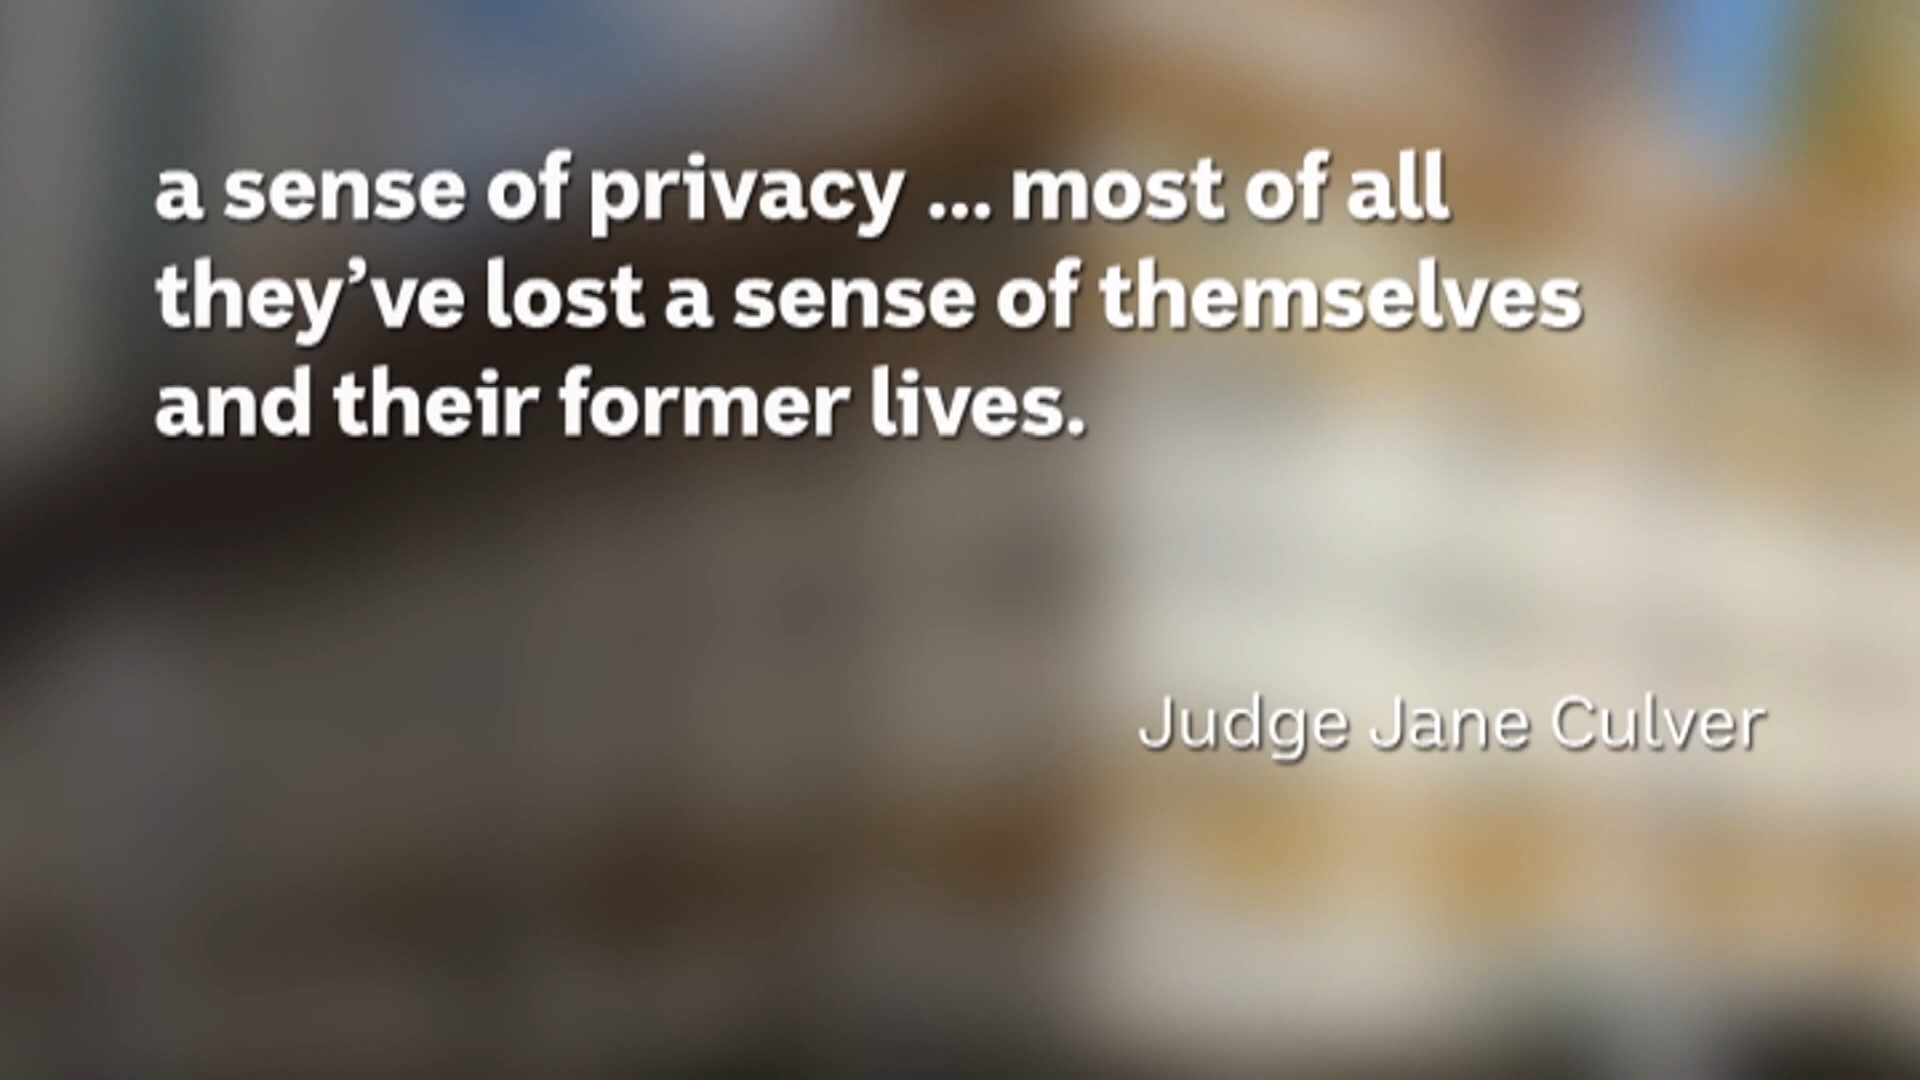 a sense of privacy ... most of all
they’ve lost a sense of themselves
and their former lives.
Judge Jane Culver